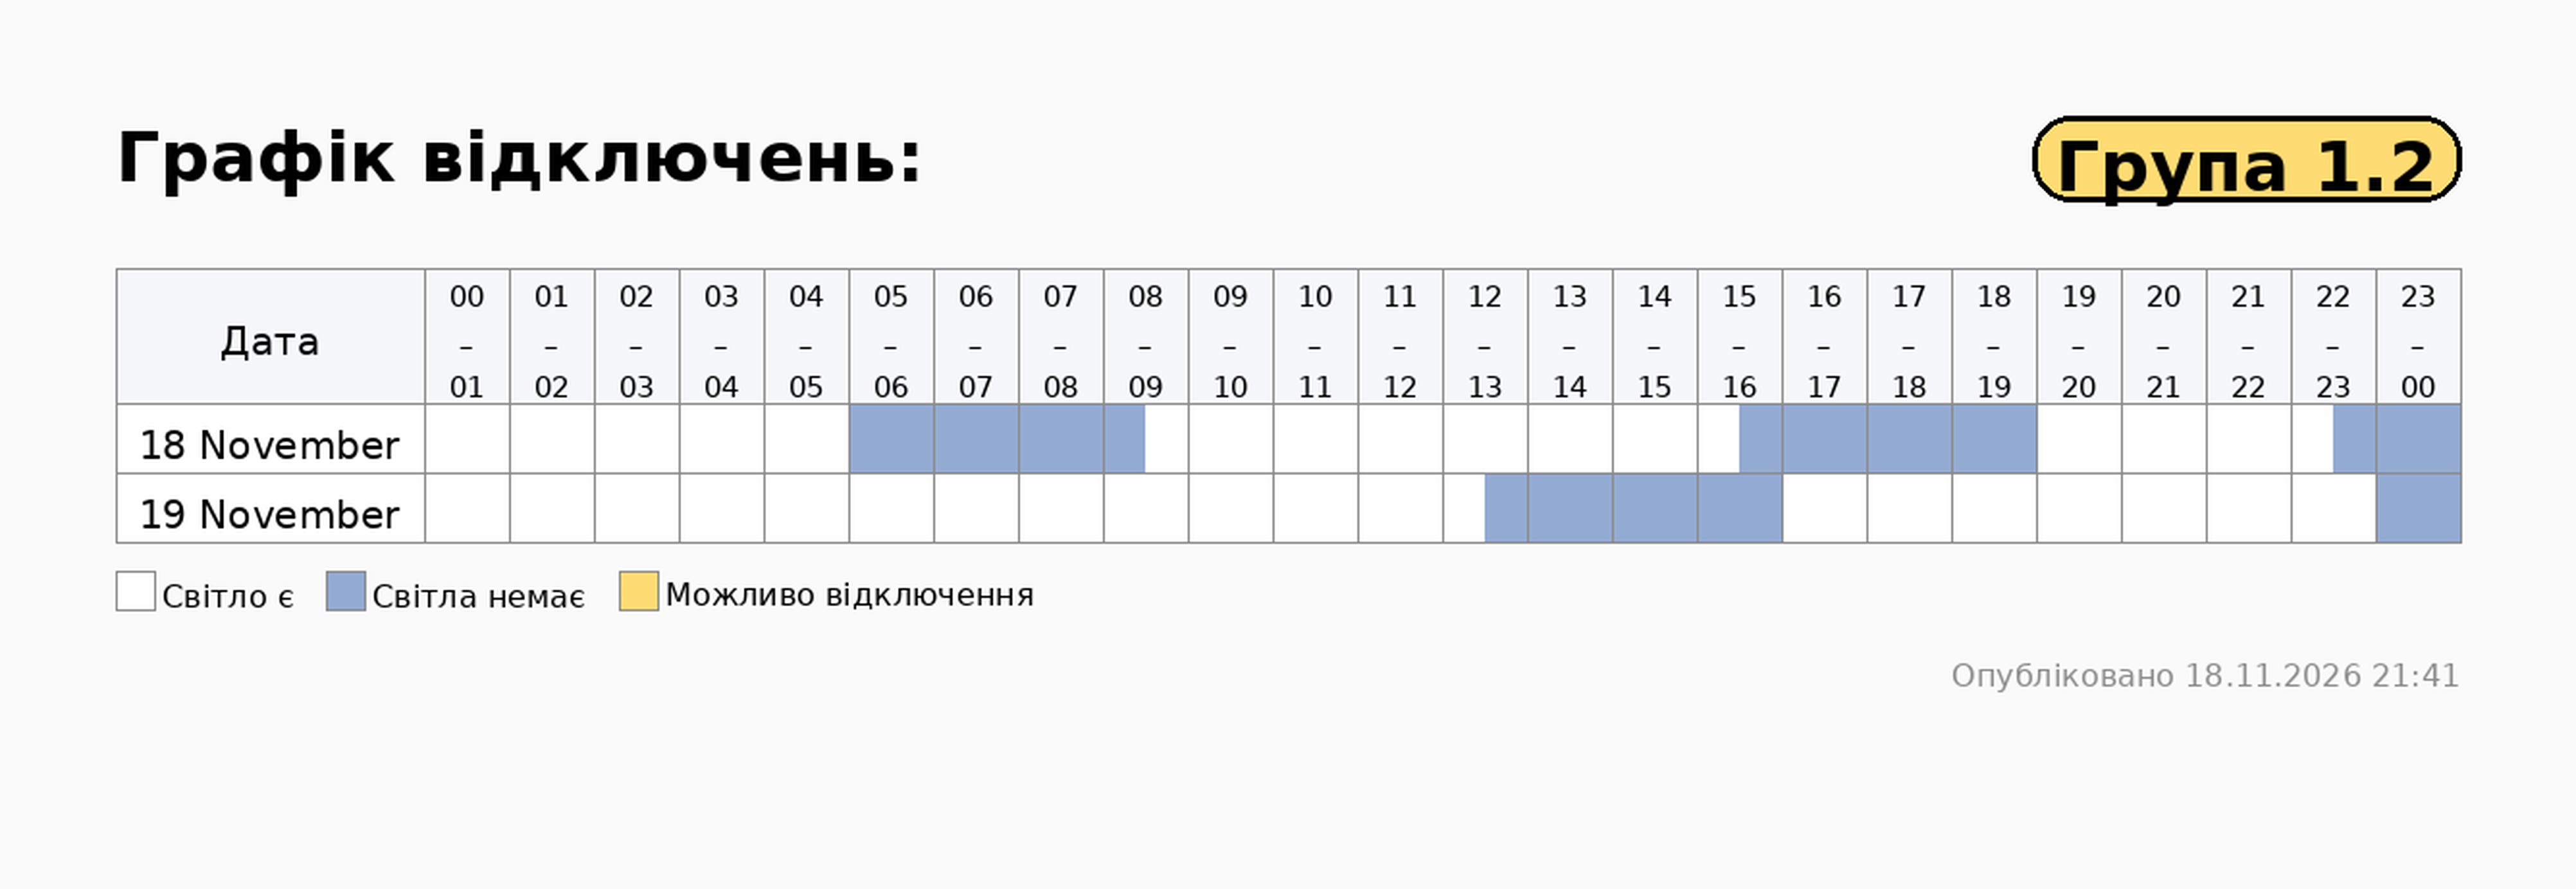 Графік відключень:
Група 1.2
Дата
00 – 01
01 – 02
02 – 03
03 – 04
04 – 05
05 – 06
06 – 07
07 – 08
08 – 09
09 – 10
10 – 11
11 – 12
12 – 13
13 – 14
14 – 15
15 – 16
16 – 17
17 – 18
18 – 19
19 – 20
20 – 21
21 – 22
22 – 23
23 – 00
18 November
19 November
Світло є
Світла немає
Можливо відключення
Опубліковано 18.11.2026 21:41